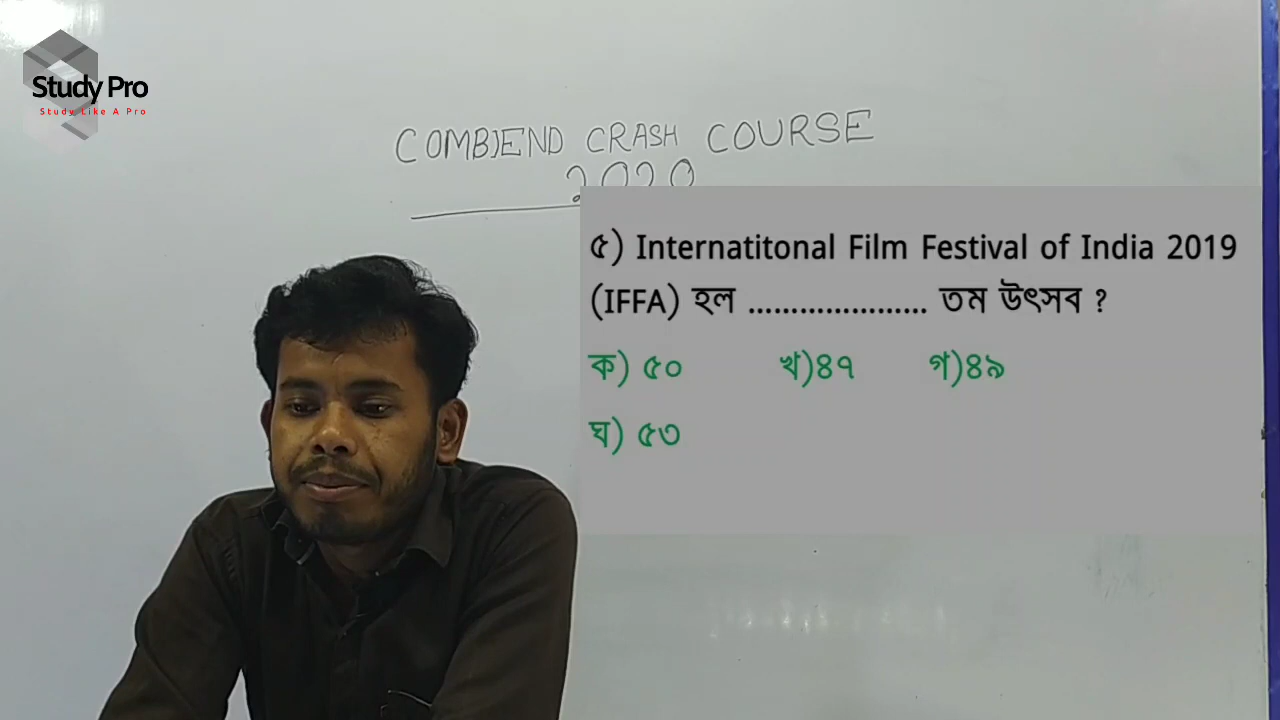 Study Pro
Study Like A Pro
COMBIEND CRASH COURSE
2020
৫) Internatitonal Film Festival of India 2019
(IFFA) হল ..................... তম উৎসব ?
ক) ৫০ খ)৪৭ গ)৪৯
ঘ) ৫৩